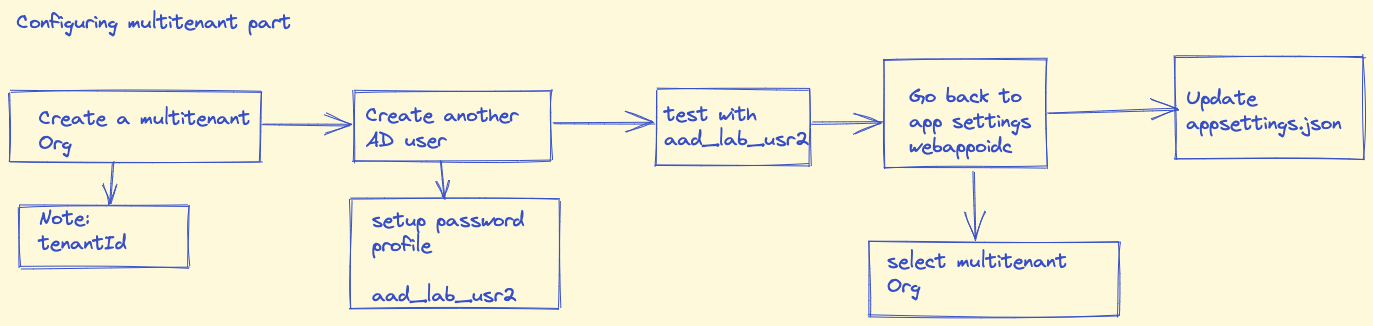 Configuring multitenant part
Create a multitenant
Org
Note:
tenantId
Create another
AD user
setup password
profile
aad_lab_usr2
test with
aad_lab_usr2
Go back to
app settings
webappoidc
select multitenant
Org
Update
appsettings.json